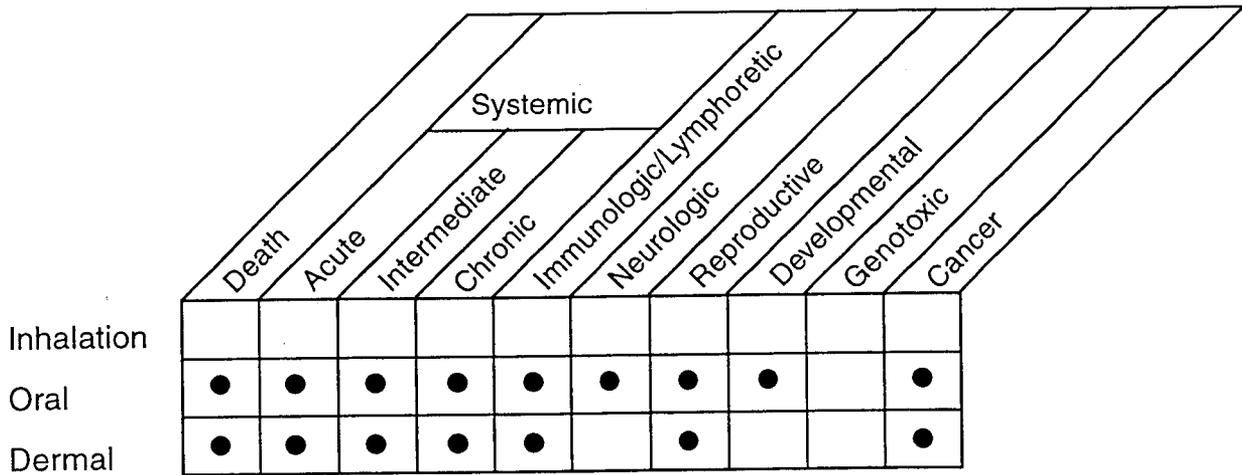 Systemic
Death
Acute
Intermediate
Chronic
Immunologic/Lymphoretic
Neurologic
Reproductive
Developmental
Genotoxic
Cancer
Inhalation
Oral
Dermal